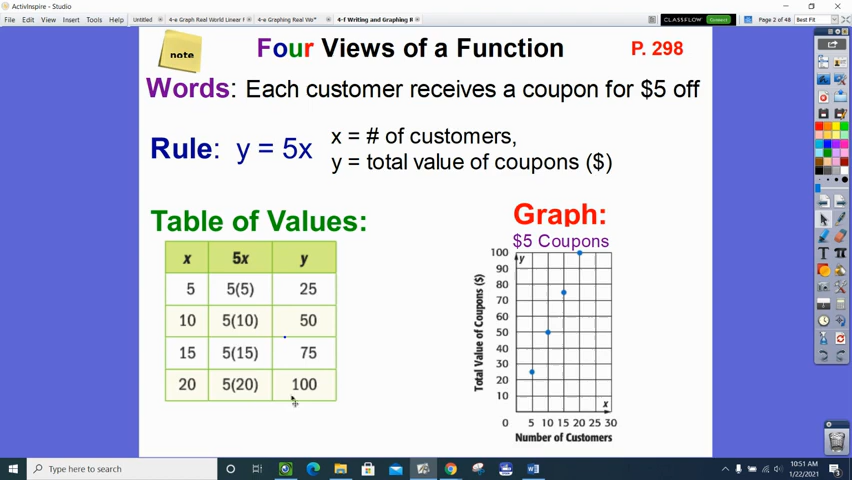 ActivInspire - Studio
File Edit View Insert Tools Help
Untitled
4-e Graph Real World Linear F
4-e Graphing Real Wo*
4-f Writing and Graphing R
CLASSFLOW
Connect
Page 2 of 48
Best Fit
note
Four Views of a Function
P. 298
Words: Each customer receives a coupon for $5 off
Rule: y = 5x
x = # of customers,
y = total value of coupons ($)
Table of Values:
x 5x y
5 5(5) 25
10 5(10) 50
15 5(15) 75
20 5(20) 100
Graph:
$5 Coupons
y
100
90
80
70
60
50
40
30
20
10
Total Value of Coupons ($)
x
0 5 10 15 20 25 30
Number of Customers
Type here to search
10:51 AM
1/22/2021